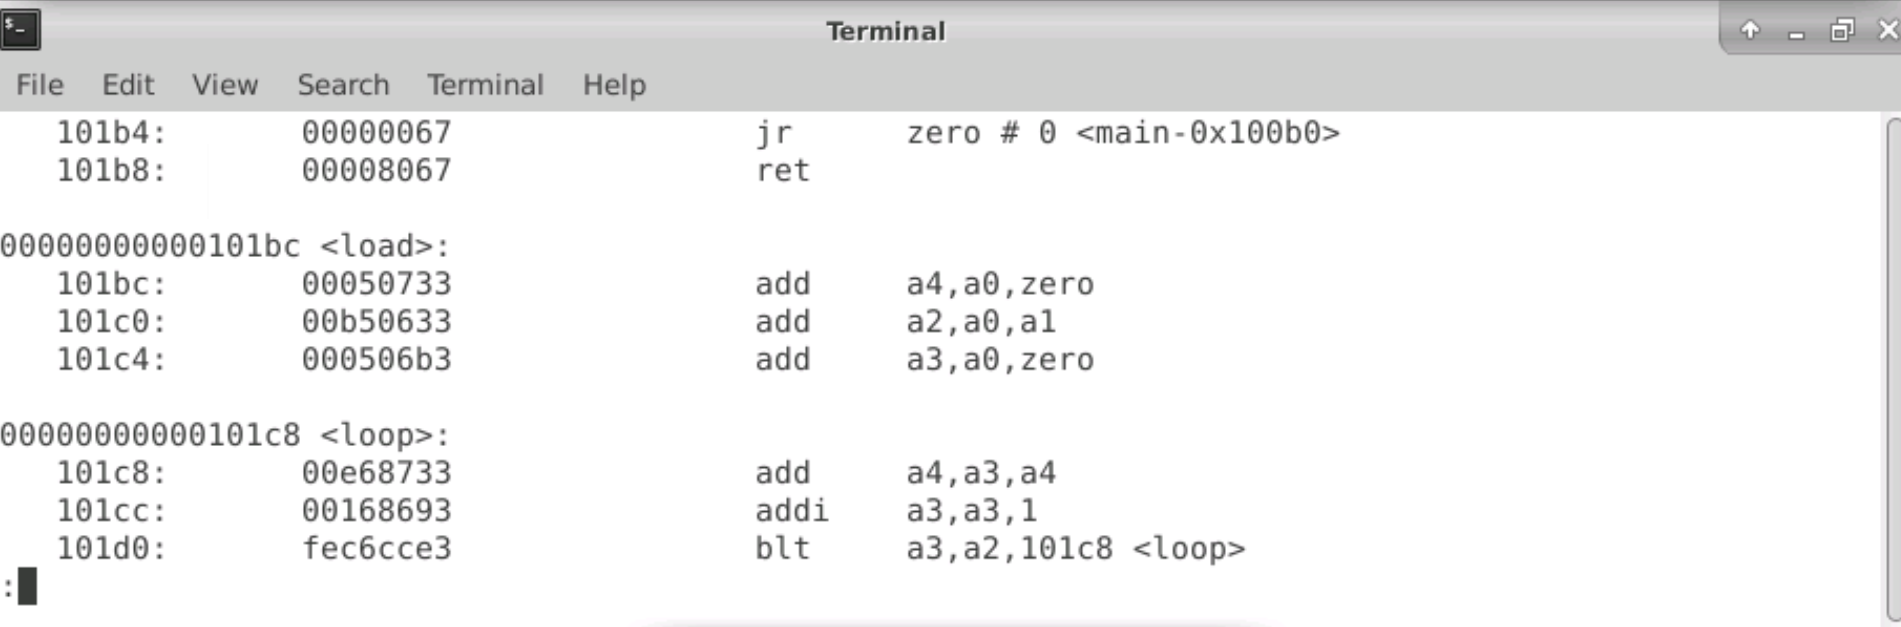 Terminal
File Edit View Search Terminal Help
101b4: 00000067 jr zero # 0 <main-0x100b0>
101b8: 00008067 ret
00000000000101bc <load>:
101bc: 00050733 add a4,a0,zero
101c0: 00b50633 add a2,a0,a1
101c4: 000506b3 add a3,a0,zero
00000000000101c8 <loop>:
101c8: 00e68733 add a4,a3,a4
101cc: 00168693 addi a3,a3,1
101d0: fec6cce3 blt a3,a2,101c8 <loop>
: